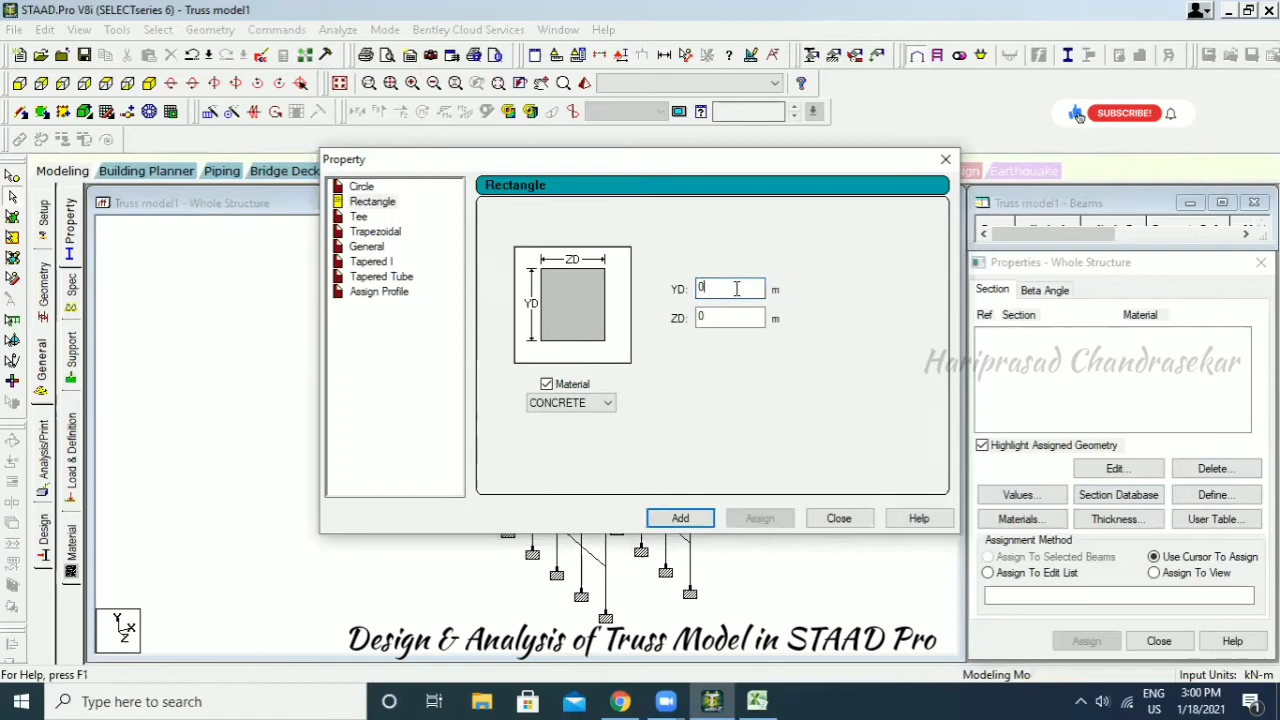 STAAD.Pro V8i (SELECTseries 6) - Truss model1
File Edit View Tools Select Geometry Commands Analyze Mode Bentley Cloud Services Window Help
SUBSCRIBE!
Modeling Building Planner Piping Bridge Deck Earthquake
Truss model1 - Whole Structure
Truss model1 - Beams
Setup
Geometry
General
Analysis/Print
Design
Property
Spec
Support
Load & Definition
Material
Property
Circle
Rectangle
Tee
Trapezoidal
General
Tapered I
Tapered Tube
Assign Profile
Rectangle
ZD
YD
YD: 0 m
ZD: 0 m
Material
CONCRETE
Add Assign Close Help
Properties - Whole Structure
Section Beta Angle
Ref Section Material
Hariprasad Chandrasekar
Highlight Assigned Geometry
Edit... Delete...
Values... Section Database Define...
Materials... Thickness... User Table...
Assignment Method
Assign To Selected Beams Use Cursor To Assign
Assign To Edit List Assign To View
Assign Close Help
Y
X
Z
Design & Analysis of Truss Model in STAAD Pro
For Help, press F1 Modeling Mo Input Units: kN-m
Type here to search
ENG
US
3:00 PM
1/18/2021
1